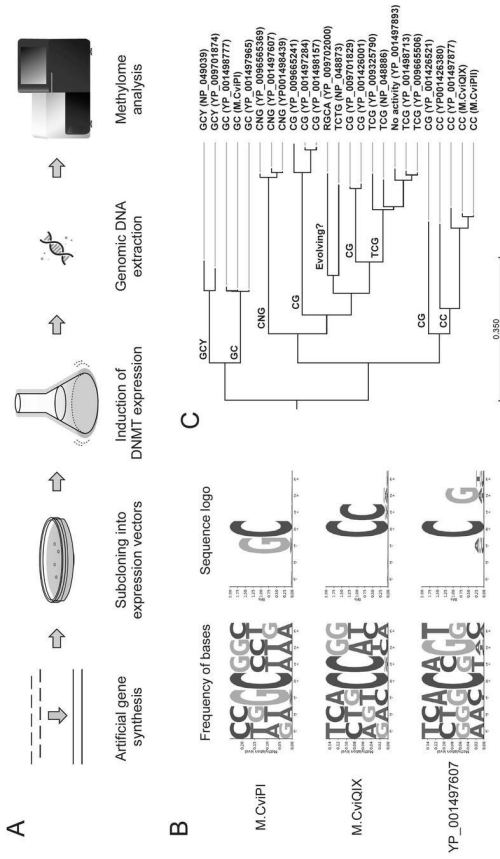 A
Artificial gene
synthesis
Subcloning into
expression vectors
Induction of
DNMT expression
Genomic DNA
extraction
Methylome
analysis
B
Frequency of bases
Sequence logo
M.CviPI
M.CviQIX
YP_001497607
C
GCY
GC
CNG
CG
Evolving?
CG
TCG
CG
CC
GCY (NP_049039)
GCY (YP_009701874)
GC (YP_001498777)
GC (M.CviPI)
GC (YP_001497965)
CNG (YP_0096565369)
CNG (YP_001497607)
CNG (YP001498439)
CG (YP_009665241)
CG (YP_001497284)
CG (YP_001498157)
RGCA (YP_009702000)
TCTG (NP_048873)
CG (YP_009701829)
CG (YP_001426001)
TCG (YP_009325790)
TCG (NP_048886)
No activity (YP_001497893)
TCG (YP_001498713)
TCG (YP_009665506)
CG (YP_001426521)
CC (YP001426380)
CC (YP_001497877)
CC (M.CviQIX)
CC (M.CviPII)
0.350